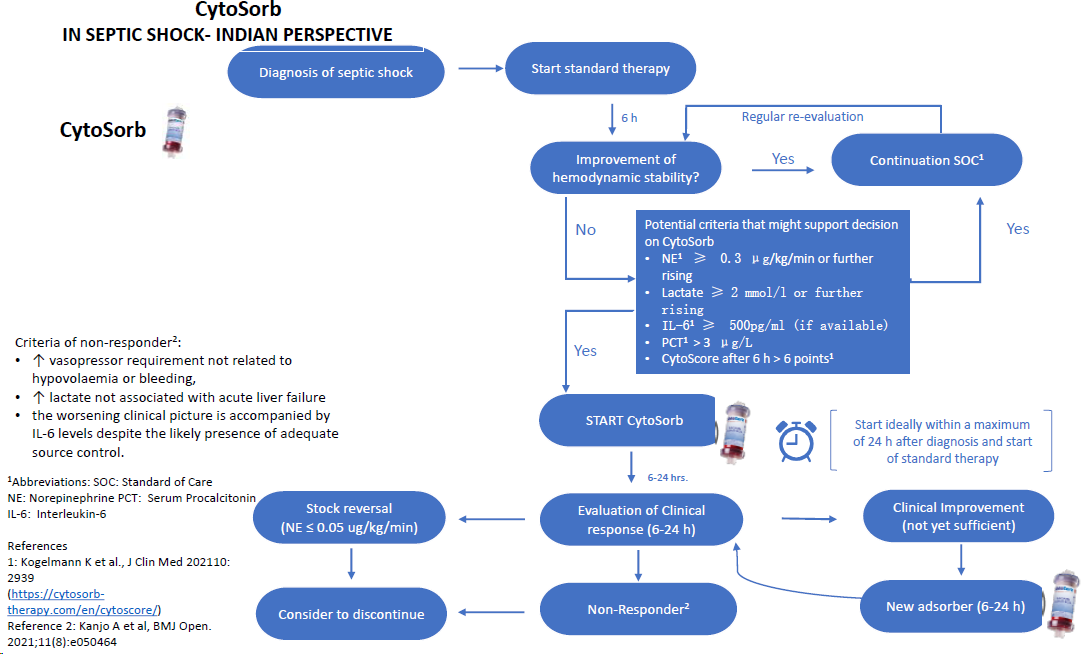 CytoSorb
IN SEPTIC SHOCK- INDIAN PERSPECTIVE
Diagnosis of septic shock
Start standard therapy
6 h
Regular re-evaluation
CytoSorb
Improvement of
hemodynamic stability?
Yes
Continuation SOC¹
No
Potential criteria that might support decision
on CytoSorb
• NE¹ ≥ 0.3 μg/kg/min or further
rising
• Lactate ≥ 2 mmol/l or further
rising
• IL-6¹ ≥ 500pg/ml (if available)
• PCT¹ > 3 μg/L
• CytoScore after 6 h > 6 points¹
Yes
Yes
Criteria of non-responder²:
• ↑ vasopressor requirement not related to
hypovolaemia or bleeding,
• ↑ lactate not associated with acute liver failure
• the worsening clinical picture is accompanied by
IL-6 levels despite the likely presence of adequate
source control.
START CytoSorb
Start ideally within a maximum
of 24 h after diagnosis and start
of standard therapy
6-24 hrs.
¹Abbreviations: SOC: Standard of Care
NE: Norepinephrine PCT: Serum Procalcitonin
IL-6: Interleukin-6
Stock reversal
(NE ≤ 0.05 ug/kg/min)
Evaluation of Clinical
response (6-24 h)
Clinical Improvement
(not yet sufficient)
References
1: Kogelmann K et al., J Clin Med 202110:
2939
(https://cytosorb-
therapy.com/en/cytoscore/)
Reference 2: Kanjo A et al, BMJ Open.
2021;11(8):e050464
Consider to discontinue
Non-Responder²
New adsorber (6-24 h)